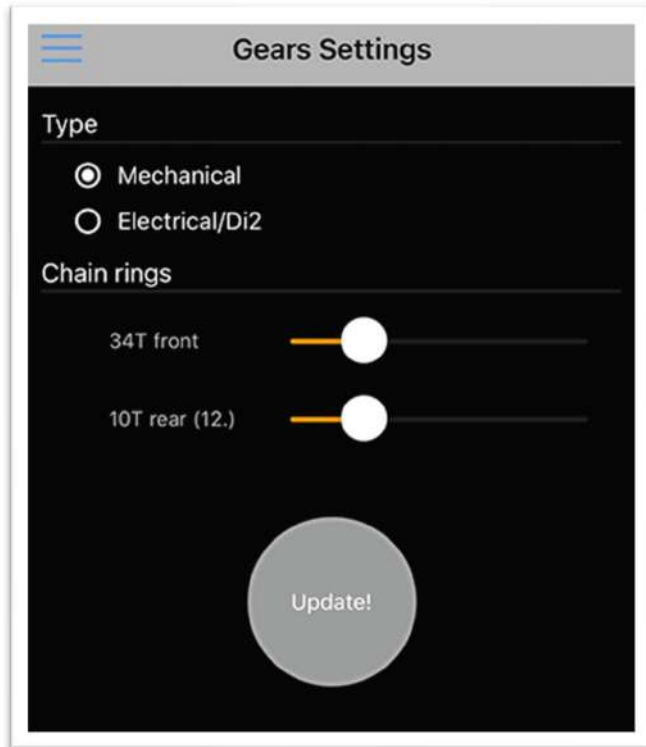 Gears Settings
Type
Mechanical
Electrical/Di2
Chain rings
34T front
10T rear (12.)
Update!